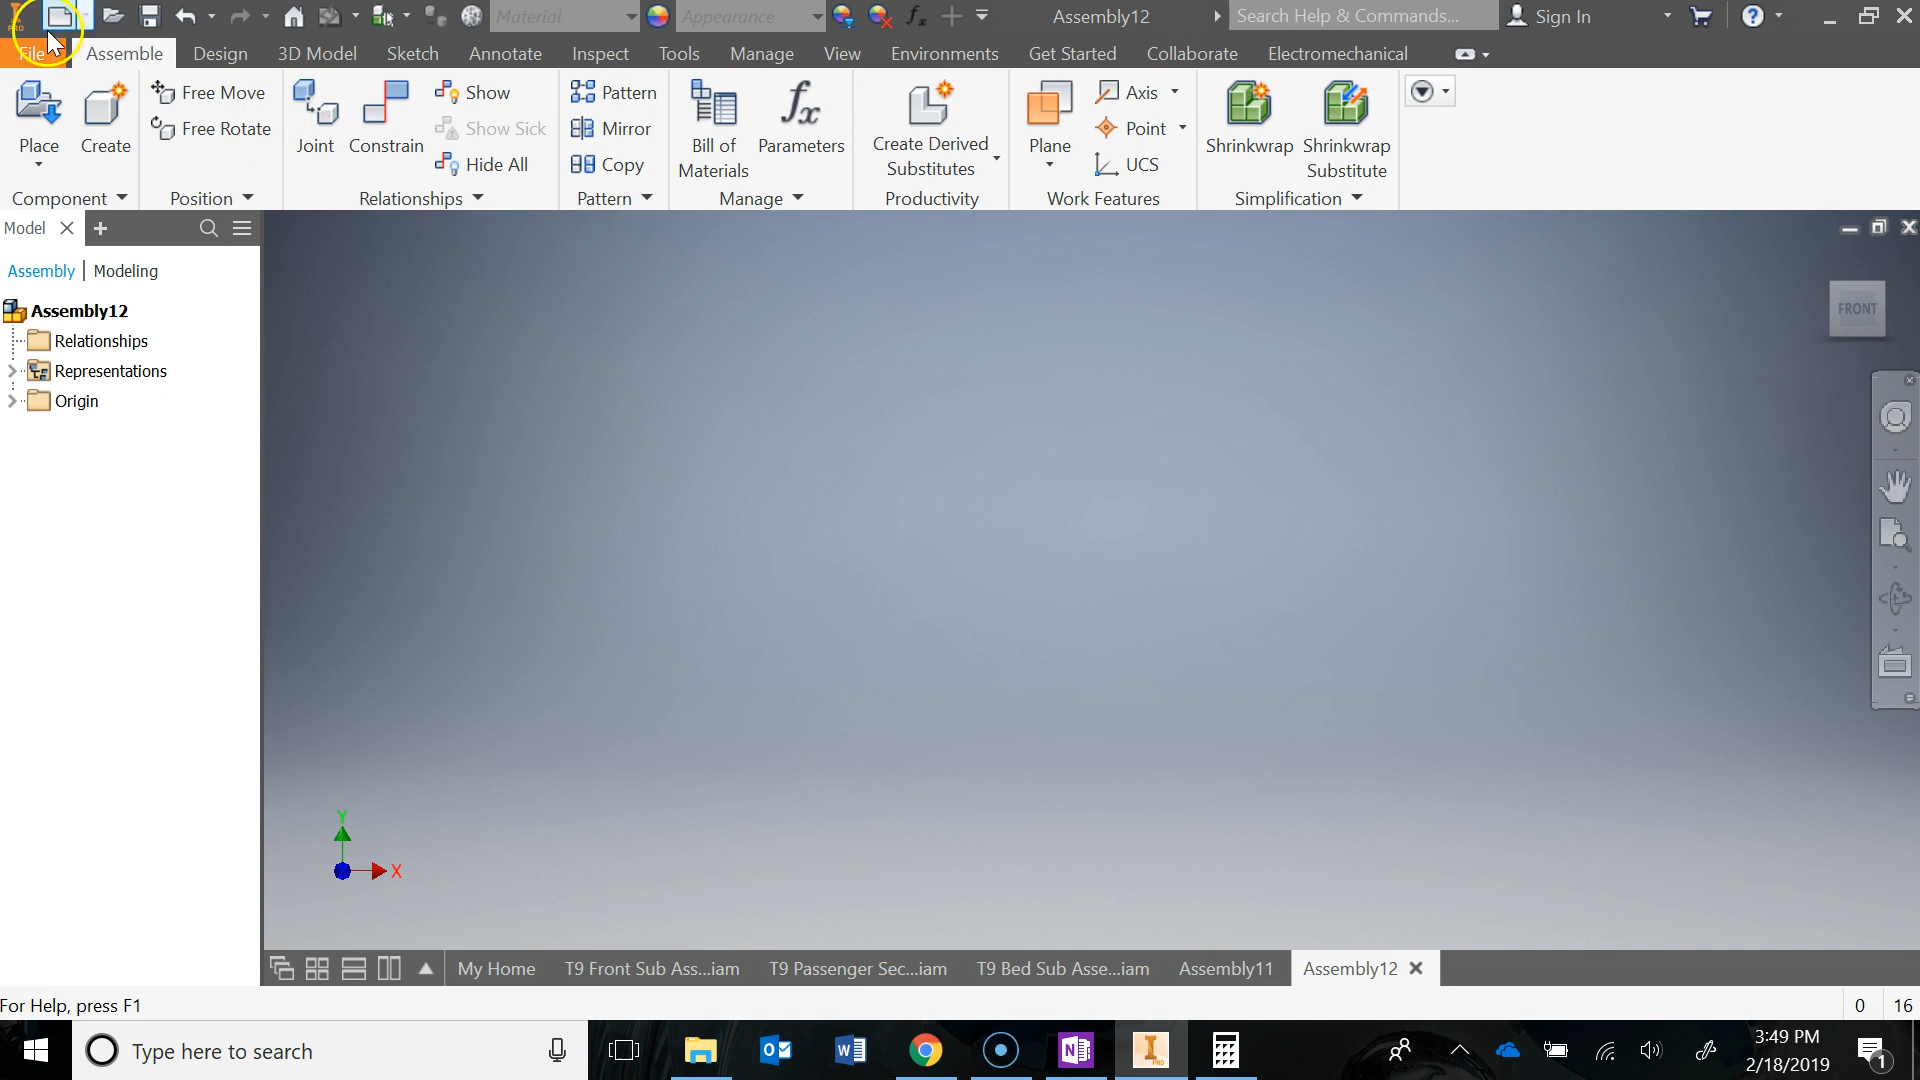 PRO
Material
Appearance
fx
Assembly12
Search Help & Commands...
Sign In
File
Assemble
Design
3D Model
Sketch
Annotate
Inspect
Tools
Manage
View
Environments
Get Started
Collaborate
Electromechanical
Place
Create
Free Move
Free Rotate
Joint
Constrain
Show
Show Sick
Hide All
Pattern
Mirror
Copy
Bill of
Materials
fx
Parameters
Create Derived
Substitutes
Plane
Axis
Point
UCS
Shrinkwrap
Shrinkwrap
Substitute
Component
Position
Relationships
Pattern
Manage
Productivity
Work Features
Simplification
Model
Assembly | Modeling
Assembly12
Relationships
Representations
Origin
FRONT
Y
X
My Home
T9 Front Sub Ass...iam
T9 Passenger Sec...iam
T9 Bed Sub Asse...iam
Assembly11
Assembly12
For Help, press F1
0
16
Type here to search
3:49 PM
2/18/2019
1